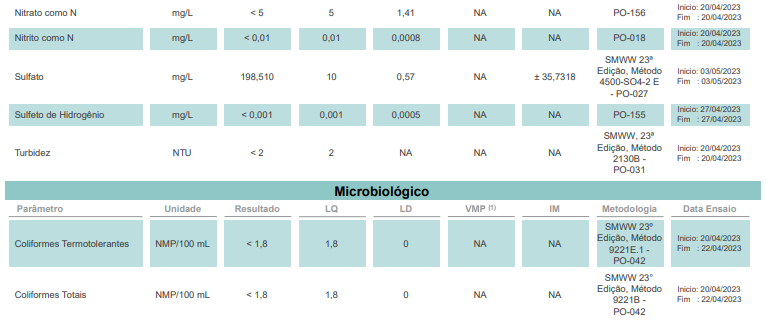 Nitrato como N mg/L < 5 5 1,41 NA NA PO-156 Inicio: 20/04/2023
Fim : 20/04/2023
Nitrito como N mg/L < 0,01 0,01 0,0008 NA NA PO-018 Inicio: 20/04/2023
Fim : 20/04/2023
Sulfato mg/L 198,510 10 0,57 NA ± 35,7318 SMWW 23ª
Edição, Método
4500-SO4-2 E
- PO-027 Inicio: 03/05/2023
Fim : 03/05/2023
Sulfeto de Hidrogênio mg/L < 0,001 0,001 0,0005 NA NA PO-155 Inicio: 27/04/2023
Fim : 27/04/2023
Turbidez NTU < 2 2 NA NA NA SMWW, 23ª
Edição, Método
2130B -
PO-031 Inicio: 20/04/2023
Fim : 20/04/2023
Microbiológico
Parâmetro Unidade Resultado LQ LD VMP (1) IM Metodologia Data Ensaio
Coliformes Termotolerantes NMP/100 mL < 1,8 1,8 0 NA NA SMWW 23º
Edição, Método
9221E.1 -
PO-042 Inicio: 20/04/2023
Fim : 22/04/2023
Coliformes Totais NMP/100 mL < 1,8 1,8 0 NA NA SMWW 23°
Edição, Método
9221B -
PO-042 Inicio: 20/04/2023
Fim : 22/04/2023